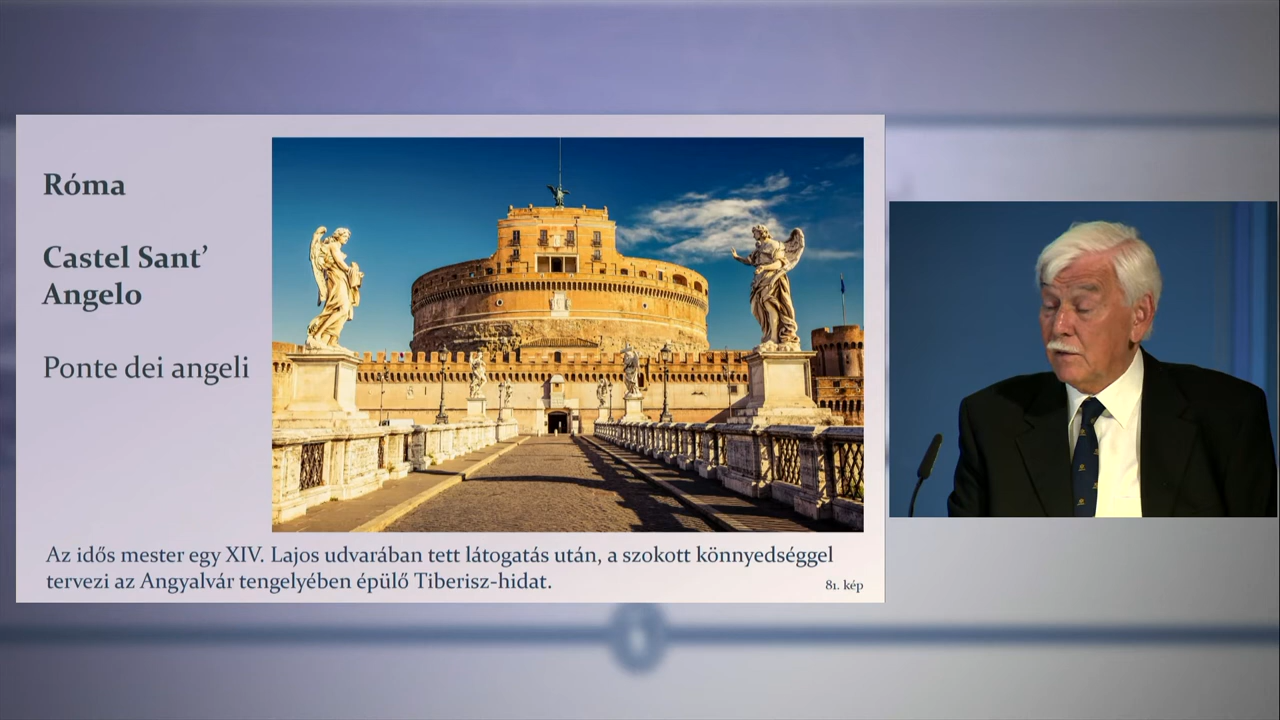 Róma
Castel Sant’
Angelo
Ponte dei angeli
Az idős mester egy XIV. Lajos udvarában tett látogatás után, a szokott könnyedséggel
tervezi az Angyalvár tengelyében épülő Tiberisz-hidat.
81. kép